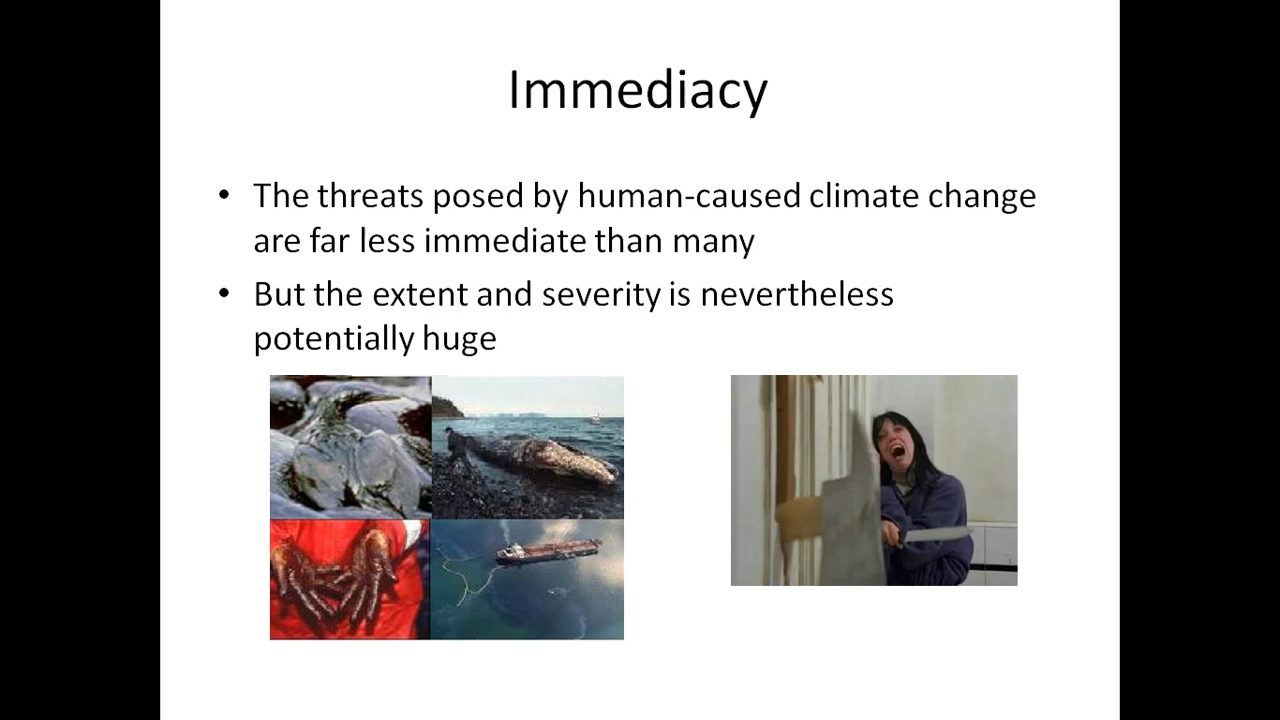 Immediacy
• The threats posed by human-caused climate change
are far less immediate than many
• But the extent and severity is nevertheless
potentially huge